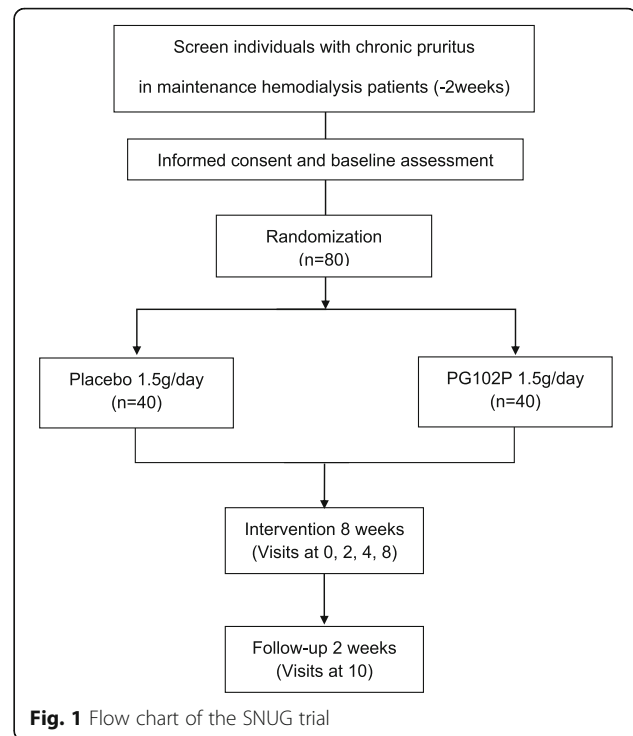 Screen individuals with chronic pruritus
in maintenance hemodialysis patients (-2weeks)
Informed consent and baseline assessment
Randomization
(n=80)
Placebo 1.5g/day
(n=40)
PG102P 1.5g/day
(n=40)
Intervention 8 weeks
(Visits at 0, 2, 4, 8)
Follow-up 2 weeks
(Visits at 10)
Fig. 1 Flow chart of the SNUG trial